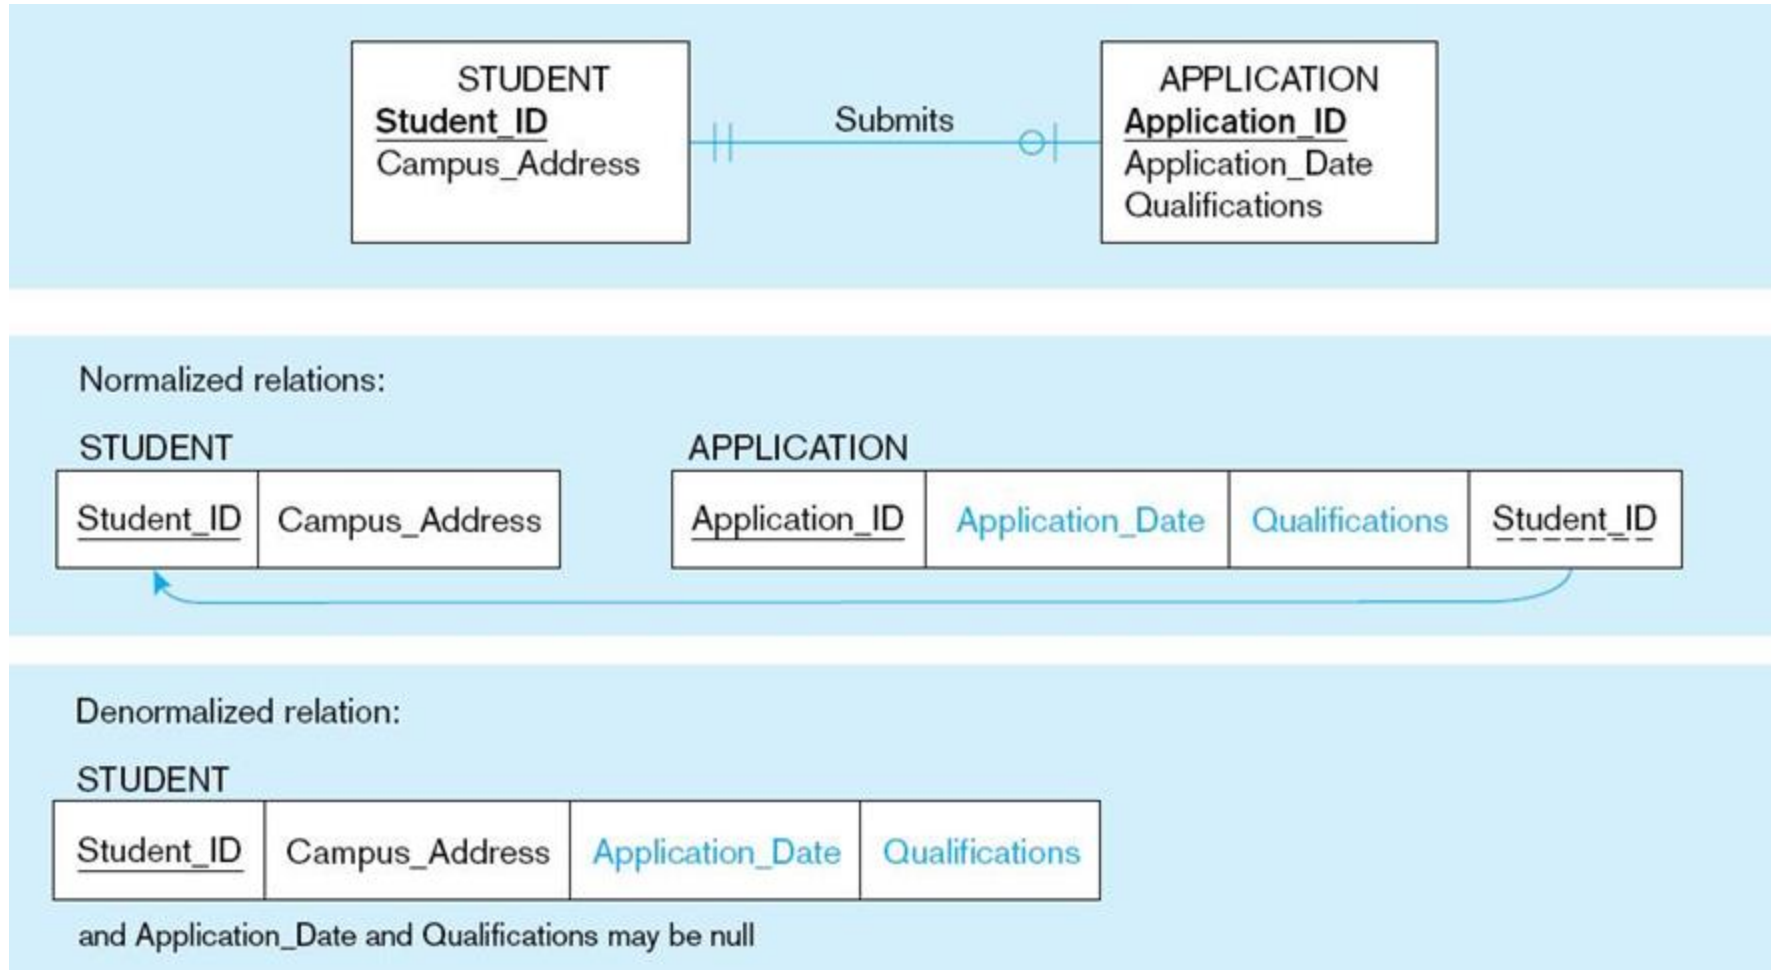 STUDENT
Student_ID
Campus_Address
Submits
APPLICATION
Application_ID
Application_Date
Qualifications
Normalized relations:
STUDENT
Student_ID Campus_Address
APPLICATION
Application_ID Application_Date Qualifications Student_ID
Denormalized relation:
STUDENT
Student_ID Campus_Address Application_Date Qualifications
and Application_Date and Qualifications may be null